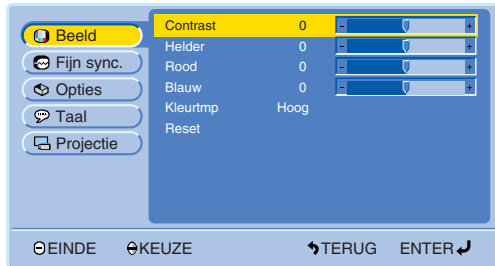 Beeld
Fijn sync.
Opties
Taal
Projectie
Contrast 0 - +
Helder 0 - +
Rood 0 - +
Blauw 0 - +
Kleurtmp Hoog
Reset
EINDE KEUZE TERUG ENTER